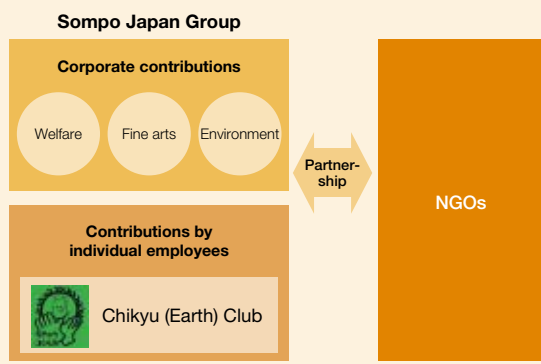 Sompo Japan Group
Corporate contributions
Welfare
Fine arts
Environment
Partner-
ship
NGOs
Contributions by
individual employees
Chikyu (Earth) Club